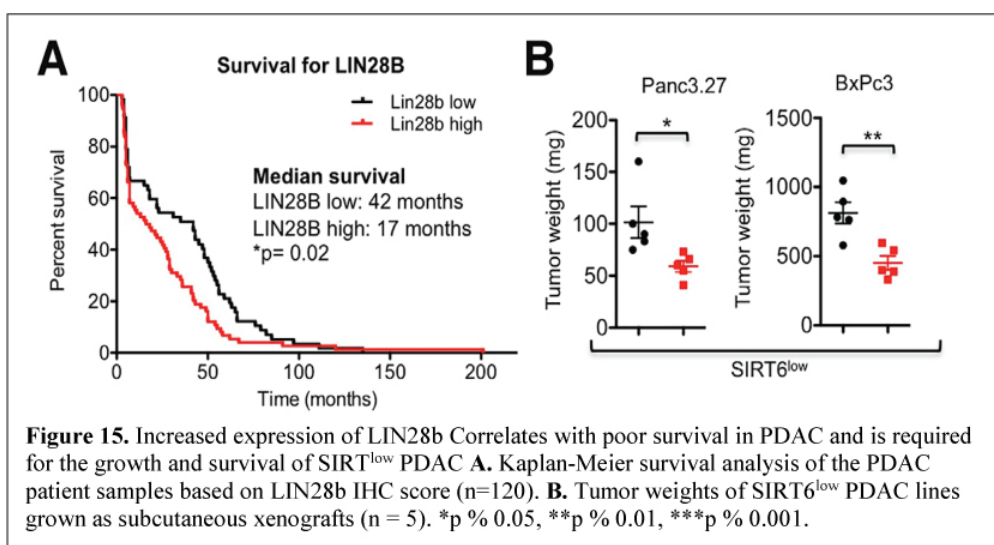 A
Survival for LIN28B
100
80
60
40
20
0
Percent survival
0 50 100 150 200
Time (months)
Lin28b low
Lin28b high
Median survival
LIN28B low: 42 months
LIN28B high: 17 months
*p= 0.02
B
Panc3.27
200
150
100
50
0
Tumor weight (mg)
*
BxPc3
1500
1000
500
0
Tumor weight (mg)
**
SIRT6low
Figure 15. Increased expression of LIN28b Correlates with poor survival in PDAC and is required
for the growth and survival of SIRTlow PDAC A. Kaplan-Meier survival analysis of the PDAC
patient samples based on LIN28b IHC score (n=120). B. Tumor weights of SIRT6low PDAC lines
grown as subcutaneous xenografts (n = 5). *p % 0.05, **p % 0.01, ***p % 0.001.